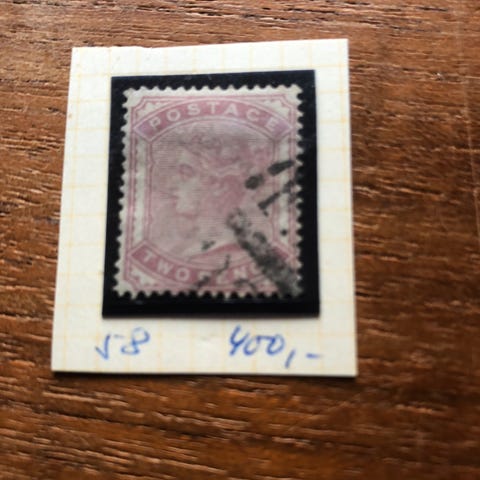 POSTAGE
TWO PENCE
58 400,-